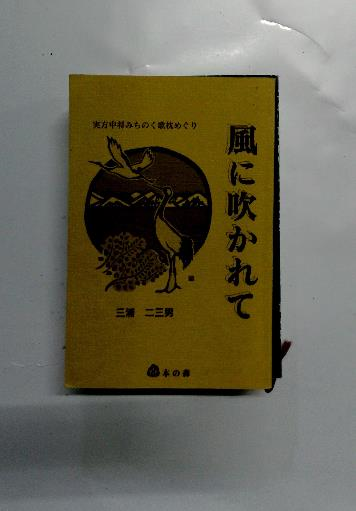 実方中将みちのく歌枕めぐり
風に吹かれて
三浦 二三男
本の森